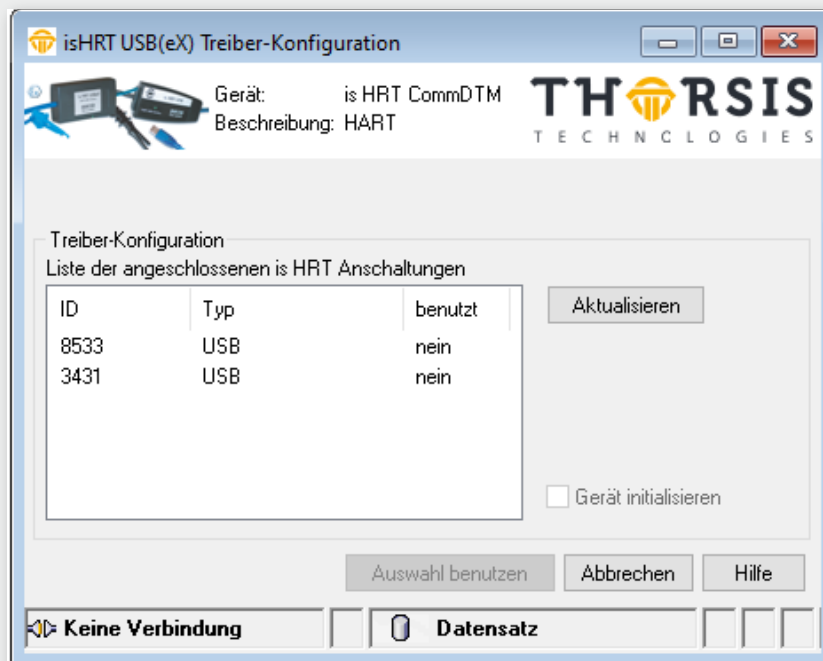 isHRT USB(eX) Treiber-Konfiguration
Gerät: is HRT CommDTM
Beschreibung: HART
THORSIS
TECHNCLOGIES
Treiber-Konfiguration
Liste der angeschlossenen is HRT Anschaltungen
ID Typ benutzt
8533 USB nein
3431 USB nein
Aktualisieren
Gerät initialisieren
Auswahl benutzen Abbrechen Hilfe
Keine Verbindung Datensatz